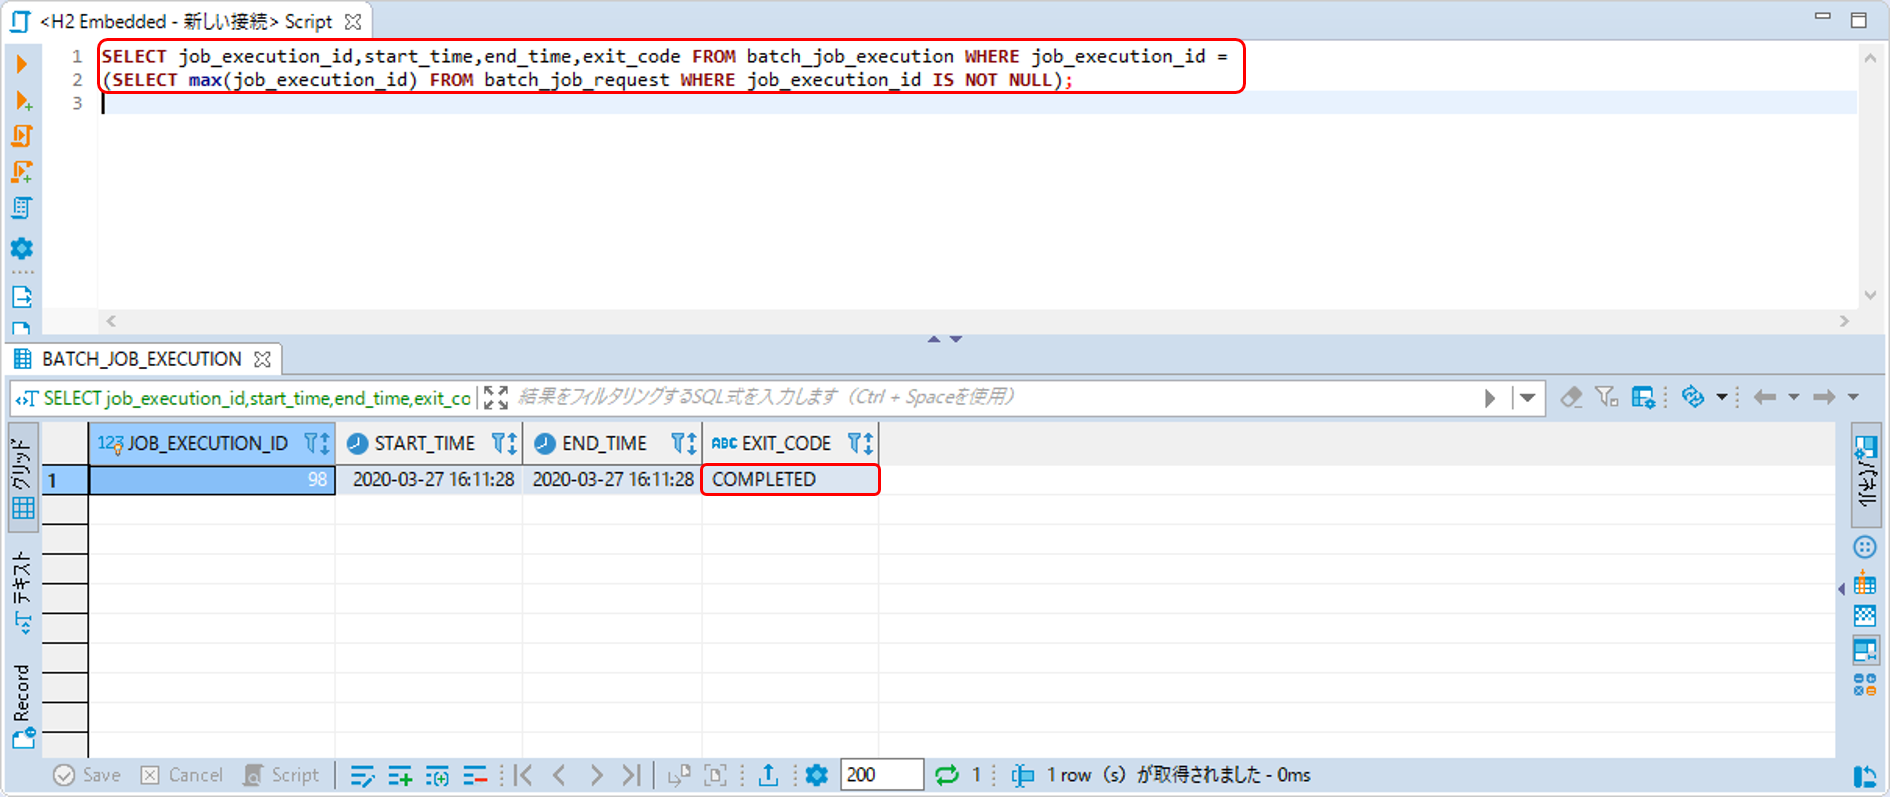 <H2 Embedded - 新しい接続> Script
1 SELECT job_execution_id,start_time,end_time,exit_code FROM batch_job_execution WHERE job_execution_id =
2 (SELECT max(job_execution_id) FROM batch_job_request WHERE job_execution_id IS NOT NULL);
3
BATCH_JOB_EXECUTION
SELECT job_execution_id,start_time,end_time,exit_co
結果をフィルタリングするSQL式を入力します (Ctrl + Spaceを使用)
グリッド
テキスト
Record
123 JOB_EXECUTION_ID START_TIME END_TIME ABC EXIT_CODE
1 98 2020-03-27 16:11:28 2020-03-27 16:11:28 COMPLETED
パネル
Save Cancel Script 200 1 1 row (s) が取得されました - 0ms